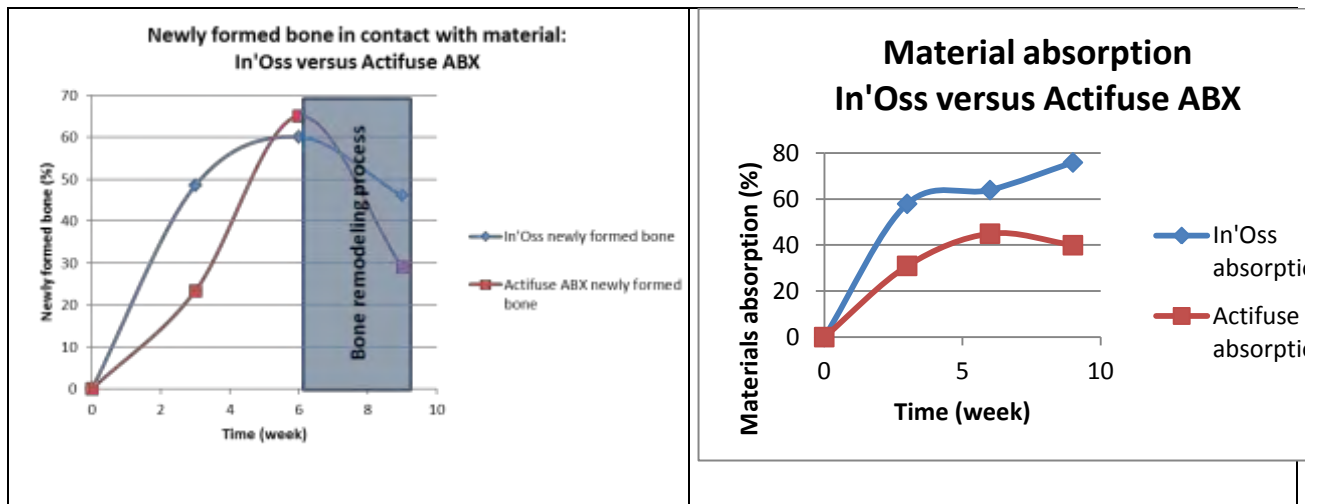 Newly formed bone in contact with material:
In'Oss versus Actifuse ABX
Newly formed bone (%)
70
60
50
40
30
20
10
0
0 2 4 6 8 10
Time (week)
Bone remodeling process
In'Oss newly formed bone
Actifuse ABX newly formed
bone
Material absorption
In'Oss versus Actifuse ABX
Materials absorption (%)
80
60
40
20
0
0 5 10
Time (week)
In'Oss
absorptio
Actifuse
absorptio